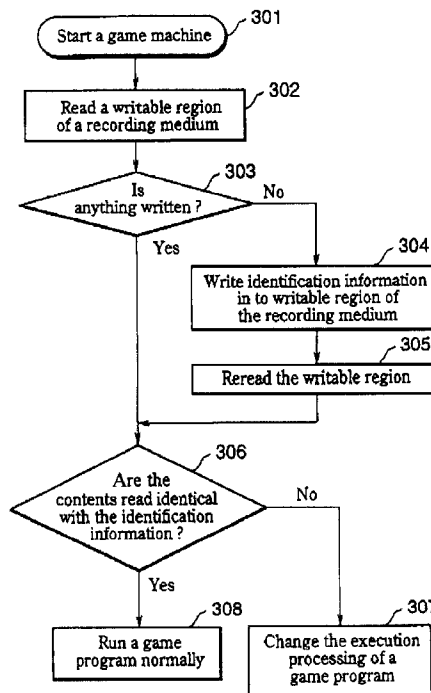 301
Start a game machine
302
Read a writable region
of a recording medium
303
Is
anything written ?
No
Yes
304
Write identification information
in to writable region of
the recording medium
305
Reread the writable region
306
Are the
contents read identical
with the identification
information ?
No
Yes
308
Run a game
program normally
307
Change the execution
processing of a
game program